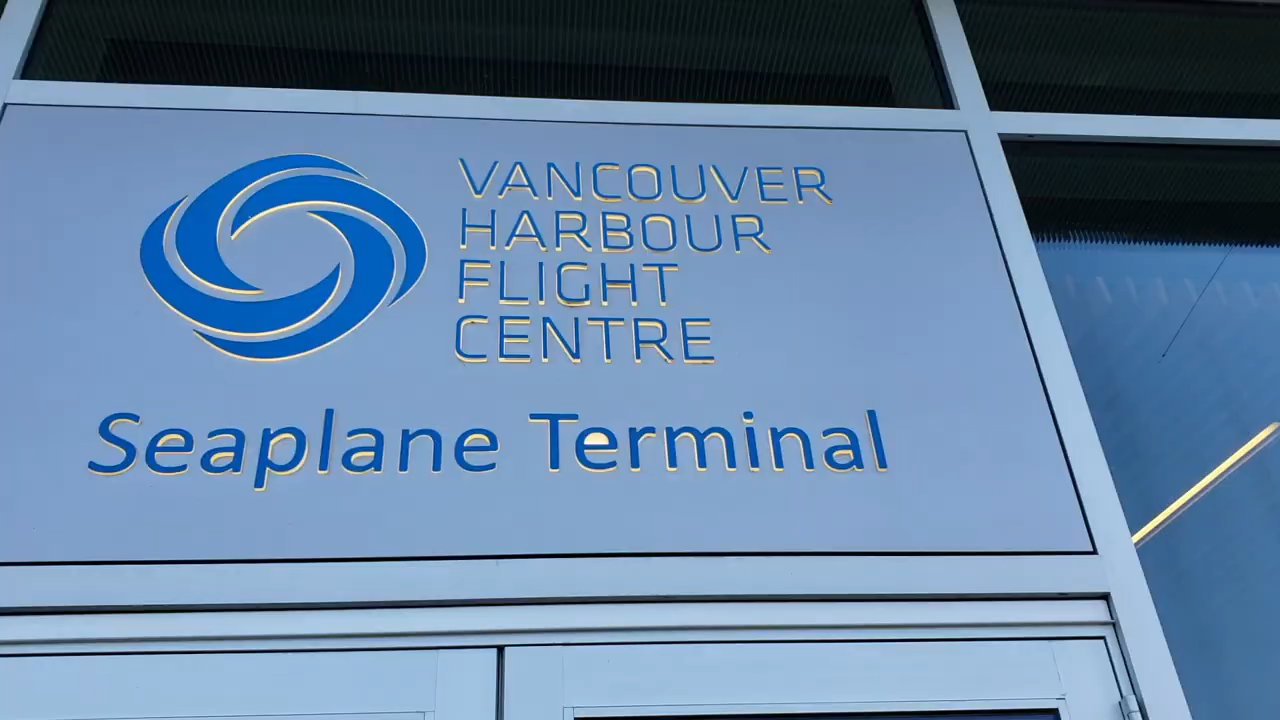 VANCOUVER
HARBOUR
FLIGHT
CENTRE
Seaplane Terminal